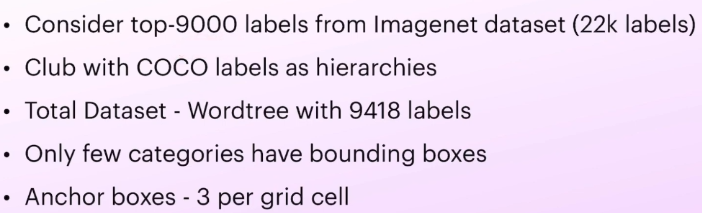 • Consider top-9000 labels from Imagenet dataset (22k labels)
• Club with COCO labels as hierarchies
• Total Dataset - Wordtree with 9418 labels
• Only few categories have bounding boxes
• Anchor boxes - 3 per grid cell